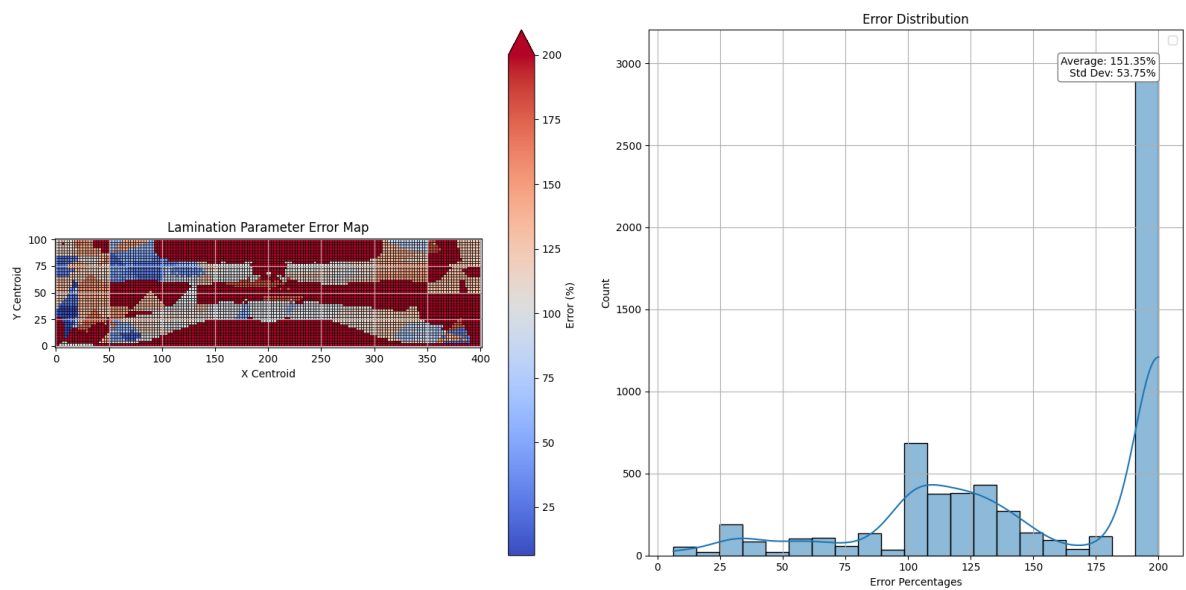 Lamination Parameter Error Map
100
75
50
25
0
Y Centroid
0 50 100 150 200 250 300 350 400
X Centroid
200
175
150
125
100
75
50
25
Error (%)
Error Distribution
Average: 151.35%
Std Dev: 53.75%
3000
2500
2000
1500
1000
500
0
Count
0 25 50 75 100 125 150 175 200
Error Percentages